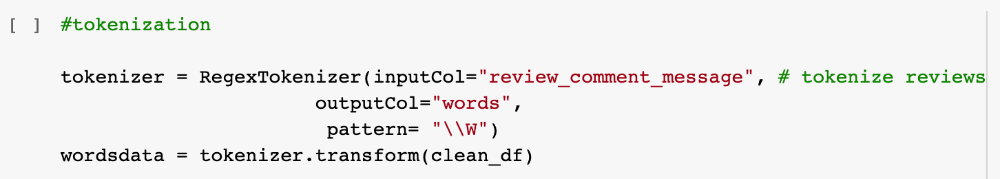 [ ] #tokenization
tokenizer = RegexTokenizer(inputCol="review_comment_message", # tokenize reviews
outputCol="words",
pattern= "\\W")
wordsdata = tokenizer.transform(clean_df)